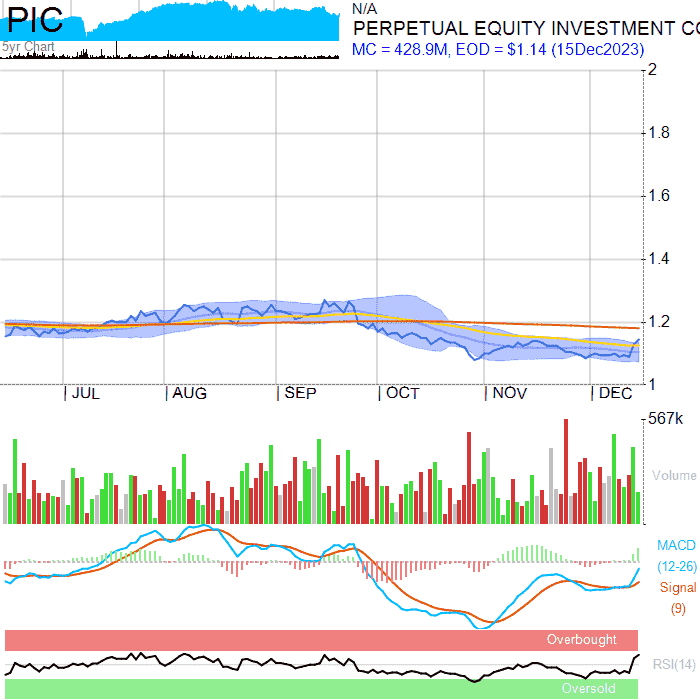 PIC
5yr Chart
N/A
PERPETUAL EQUITY INVESTMENT CO
MC = 428.9M, EOD = $1.14 (15Dec2023)
2
1.8
1.6
1.4
1.2
1
JUL AUG SEP OCT NOV DEC
567k
Volume
MACD
(12-26)
Signal
(9)
Overbought
RSI(14)
Oversold